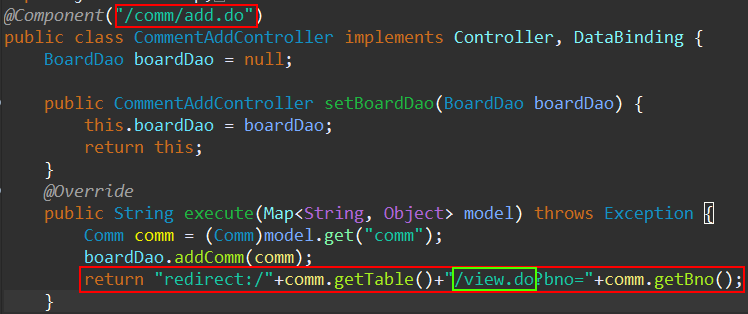 @Component("/comm/add.do")
public class CommentAddController implements Controller, DataBinding {
    BoardDao boardDao = null;
    public CommentAddController setBoardDao(BoardDao boardDao) {
        this.boardDao = boardDao;
        return this;
    }
    @Override
    public String execute(Map<String, Object> model) throws Exception {
        Comm comm = (Comm)model.get("comm");
        boardDao.addComm(comm);
        return "redirect:/"+comm.getTable()+"/view.do?bno="+comm.getBno();
    }